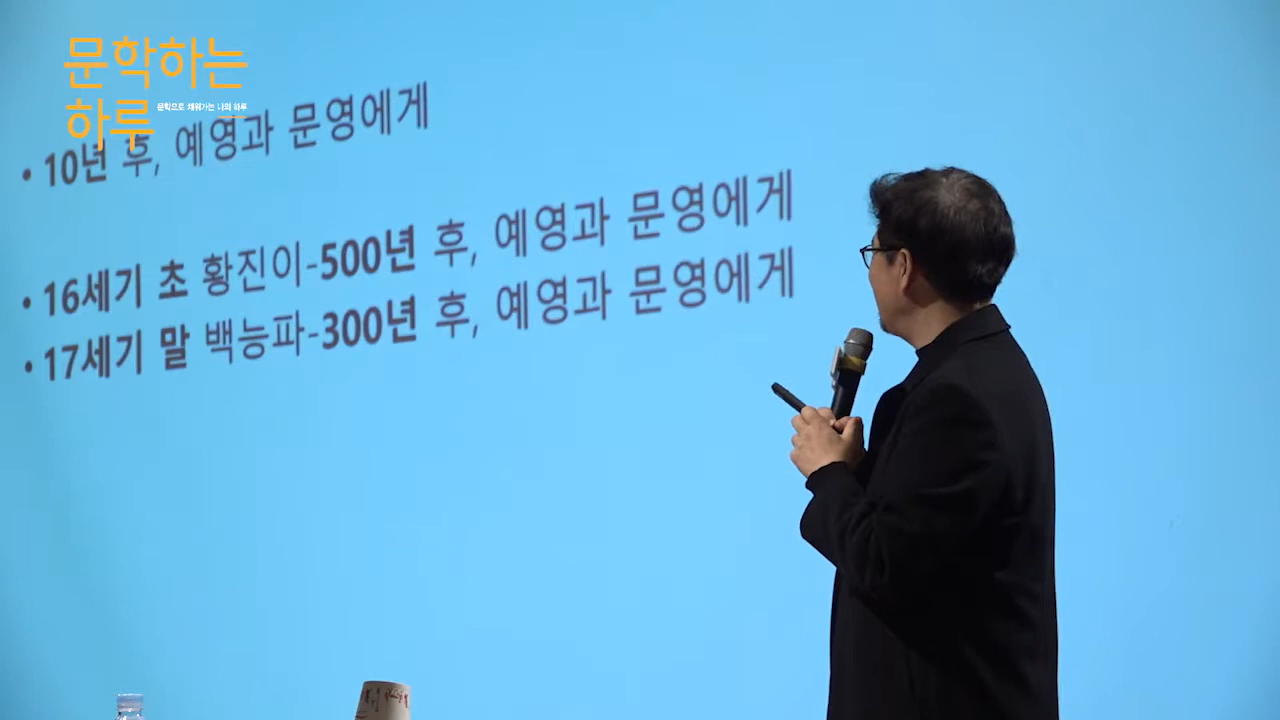 문학하는
하루 문학으로 채워가는 나의 하루
• 10년 후, 예영과 문영에게
• 16세기 초 황진이-500년 후, 예영과 문영에게
• 17세기 말 백능파-300년 후, 예영과 문영에게